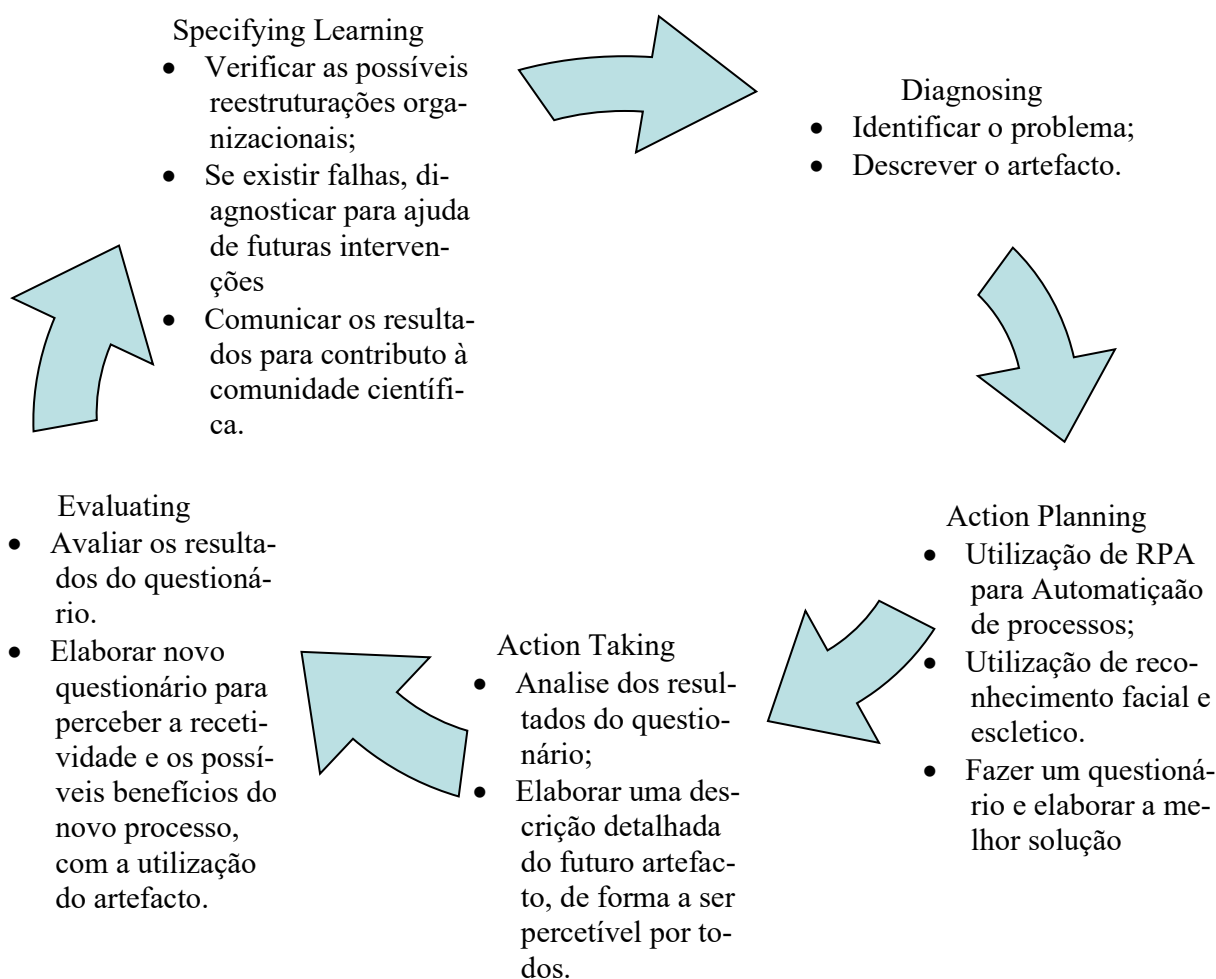 Specifying Learning
• Verificar as possíveis
reestruturações orga-
nizacionais;
• Se existir falhas, di-
agnosticar para ajuda
de futuras interven-
ções
• Comunicar os resulta-
dos para contributo à
comunidade científi-
ca.
Diagnosing
• Identificar o problema;
• Descrever o artefacto.
Action Planning
• Utilização de RPA
para Automatiçaão
de processos;
• Utilização de reco-
nhecimento facial e
escletico.
• Fazer um questioná-
rio e elaborar a me-
lhor solução
Action Taking
• Analise dos resul-
tados do questio-
nário;
• Elaborar uma des-
crição detalhada
do futuro artefac-
to, de forma a ser
percetível por to-
dos.
Evaluating
• Avaliar os resulta-
dos do questioná-
rio.
• Elaborar novo
questionário para
perceber a receti-
vidade e os possí-
veis benefícios do
novo processo,
com a utilização
do artefacto.